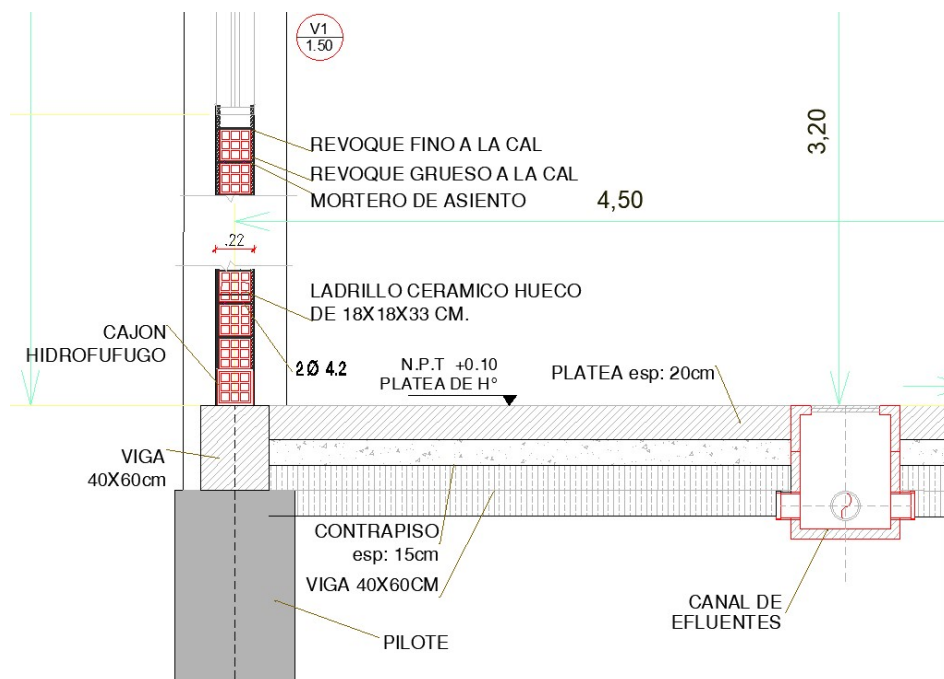 V1
1.50
REVOQUE FINO A LA CAL
REVOQUE GRUESO A LA CAL
MORTERO DE ASIENTO
4,50
3,20
.22
LADRILLO CERAMICO HUECO
DE 18X18X33 CM.
CAJON
HIDROFUFUGO
2Ø 4.2
N.P.T +0.10
PLATEA DE Hº
PLATEA esp: 20cm
VIGA
40X60cm
CONTRAPISO
esp: 15cm
VIGA 40X60CM
CANAL DE
EFLUENTES
PILOTE